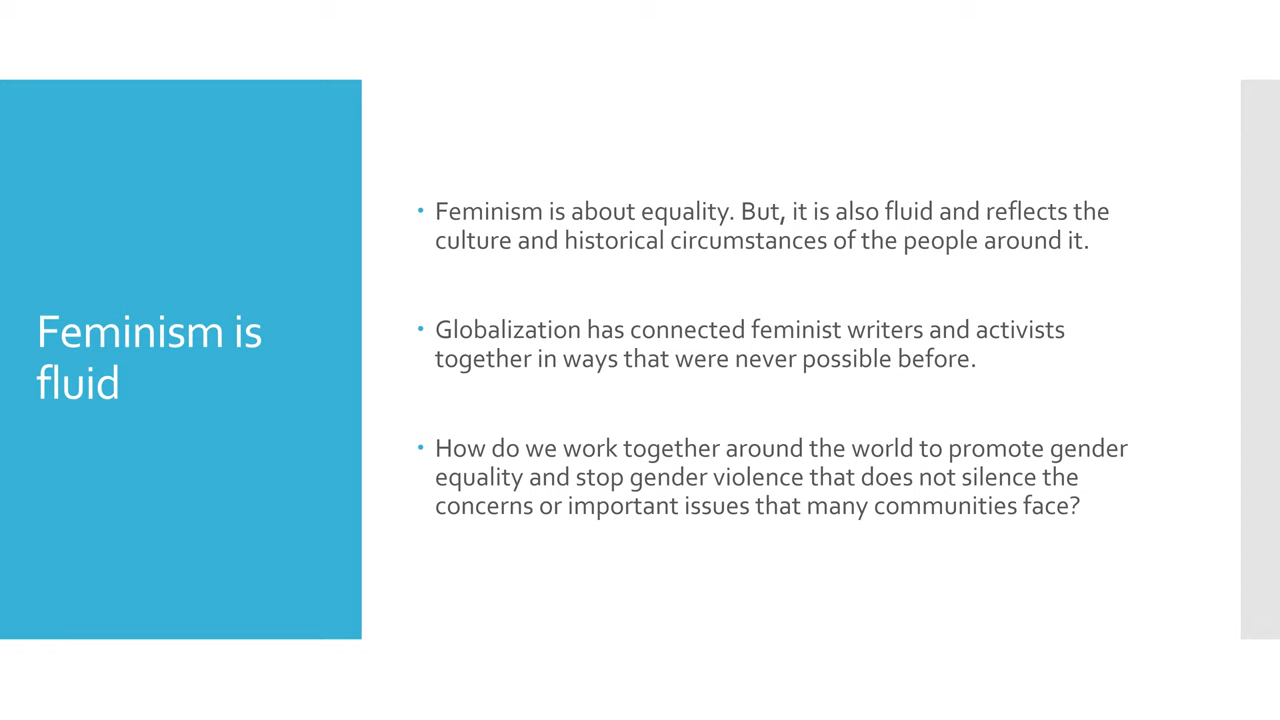 Feminism is
fluid
• Feminism is about equality. But, it is also fluid and reflects the
culture and historical circumstances of the people around it.
• Globalization has connected feminist writers and activists
together in ways that were never possible before.
• How do we work together around the world to promote gender
equality and stop gender violence that does not silence the
concerns or important issues that many communities face?